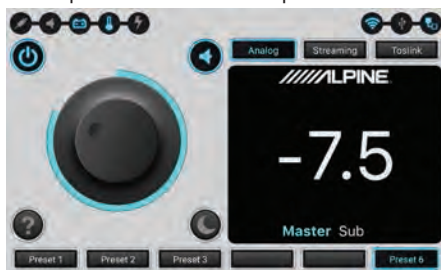 Analog Streaming Toslink
ALPINE
-7.5
?
Master Sub
Preset 1 Preset 2 Preset 3 Preset 6